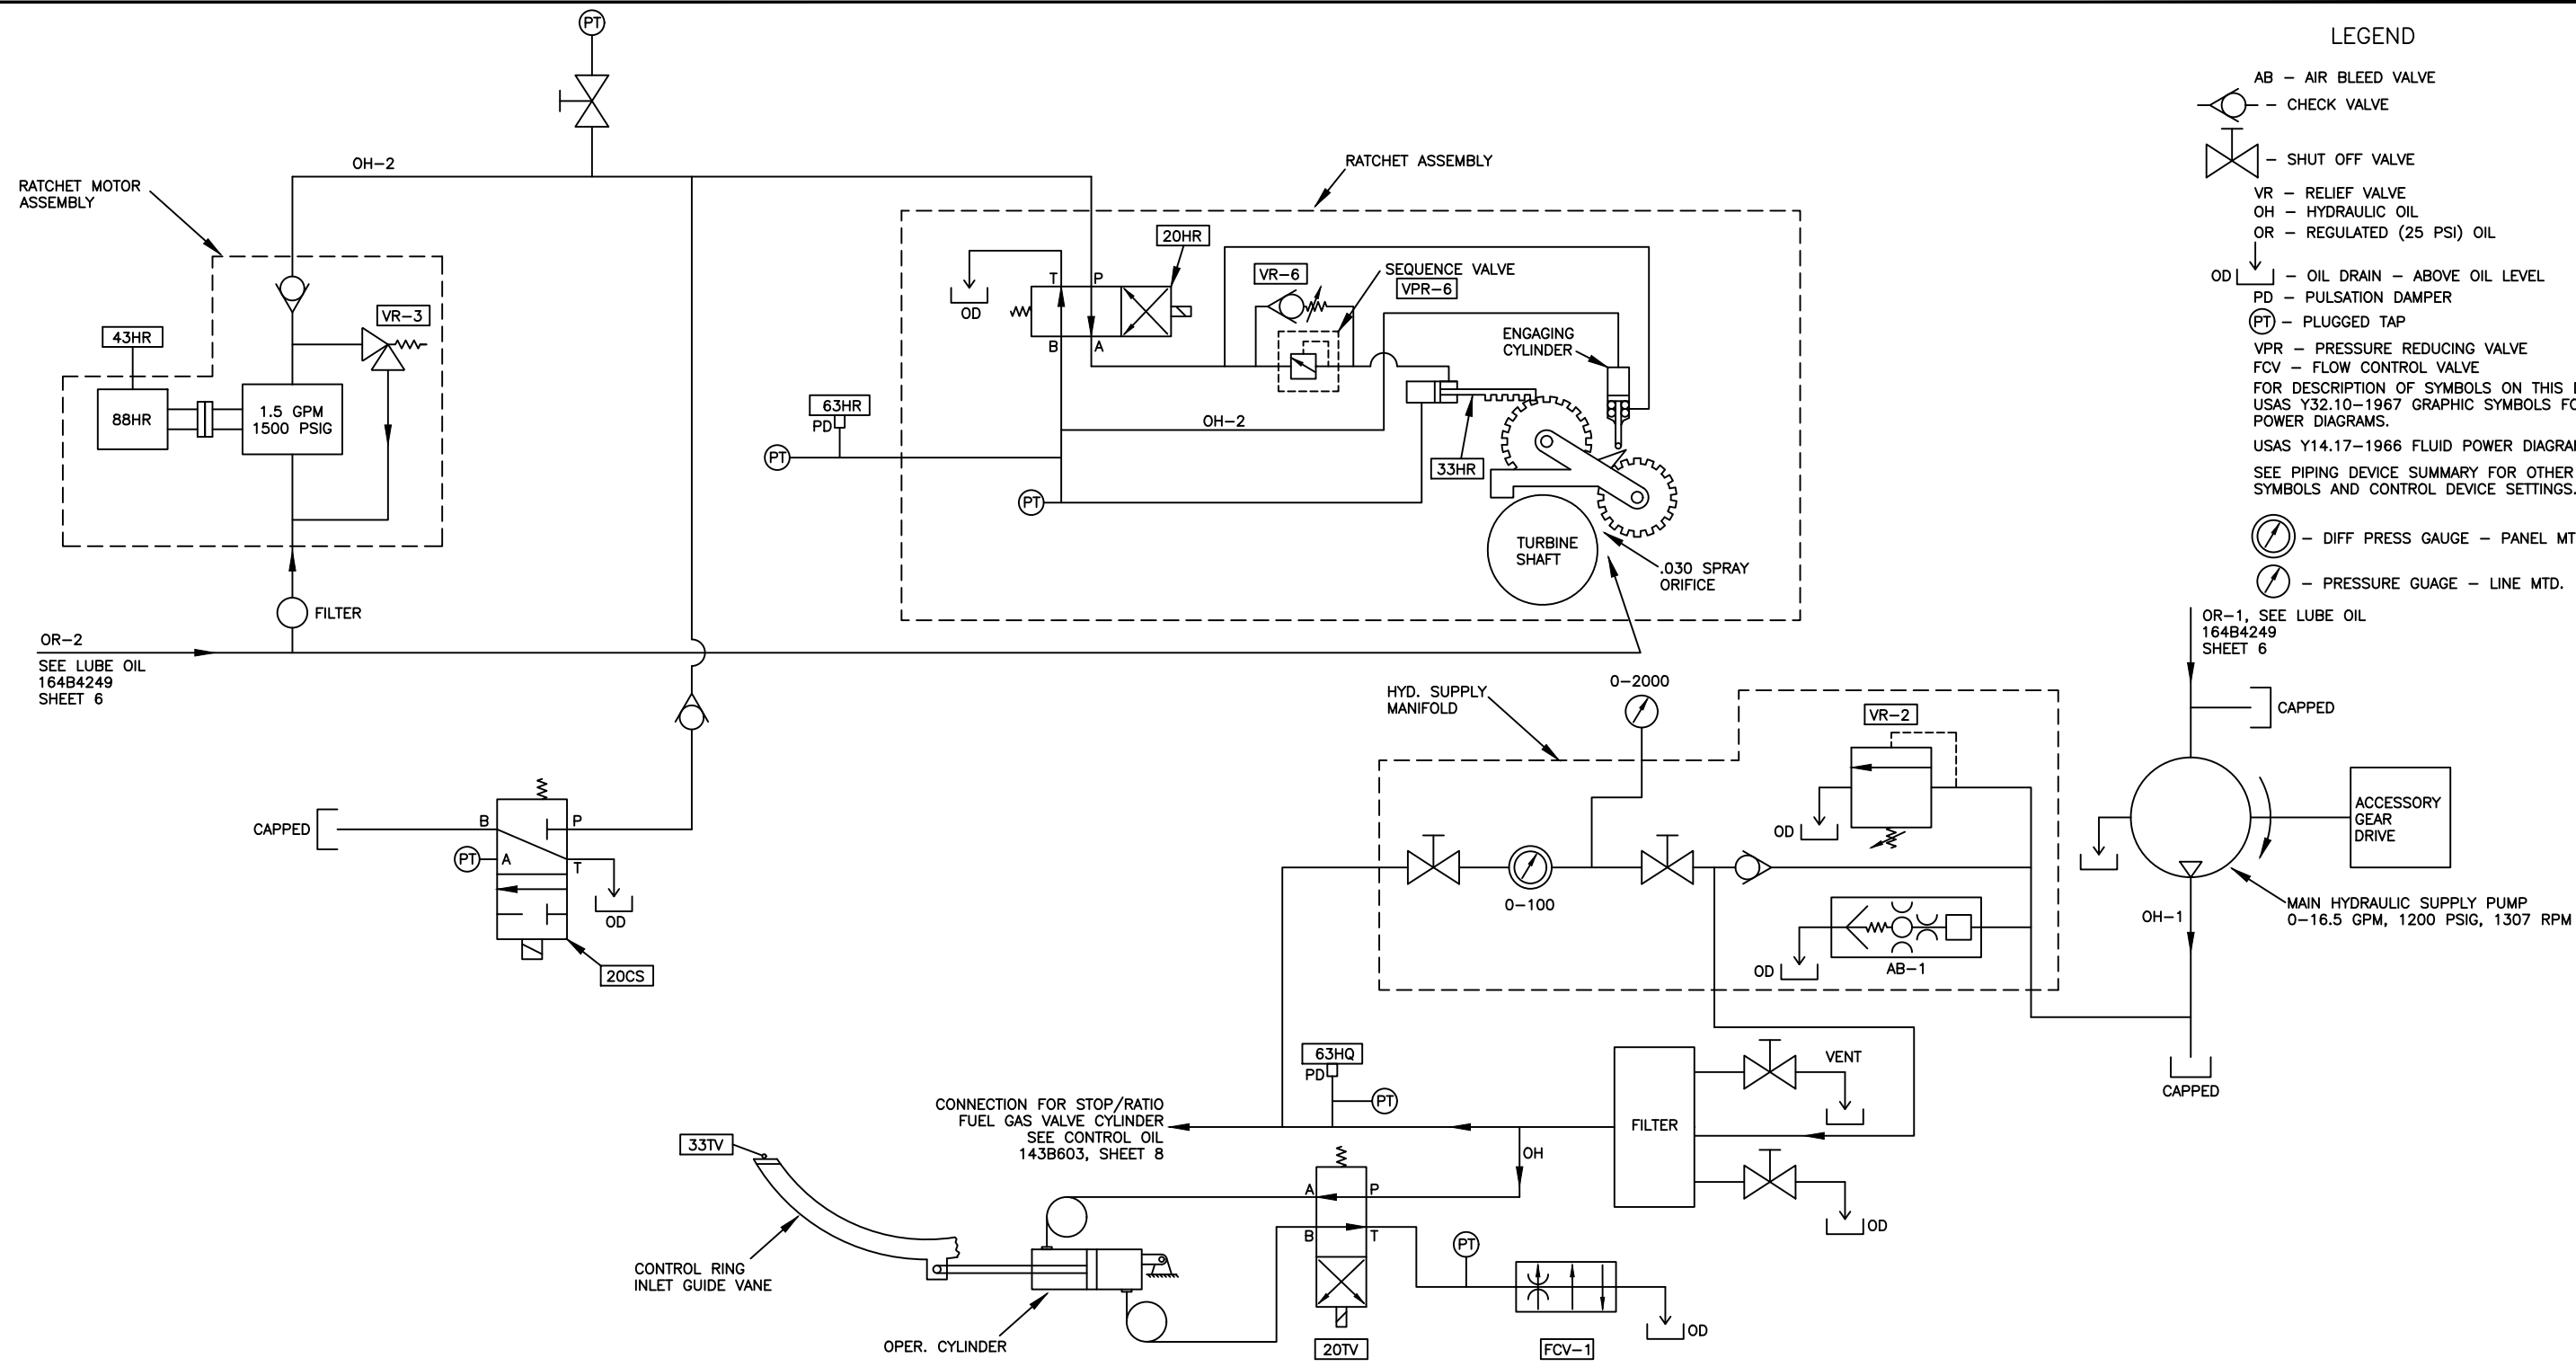 PT
OH-2
RATCHET MOTOR
ASSEMBLY
43HR
88HR
VR-3
1.5 GPM
1500 PSIG
FILTER
OR-2
SEE LUBE OIL
164B4249
SHEET 6
RATCHET ASSEMBLY
20HR
T
P
B
A
OD
VR-6
SEQUENCE VALVE
VPR-6
ENGAGING
CYLINDER
63HR
PD
PT
OH-2
PT
33HR
TURBINE
SHAFT
.030 SPRAY
ORIFICE
CAPPED
B
P
PT
A
T
OD
20CS
LEGEND
AB - AIR BLEED VALVE
- CHECK VALVE
- SHUT OFF VALVE
VR - RELIEF VALVE
OH - HYDRAULIC OIL
OR - REGULATED (25 PSI) OIL
OD - OIL DRAIN - ABOVE OIL LEVEL
PD - PULSATION DAMPER
PT - PLUGGED TAP
VPR - PRESSURE REDUCING VALVE
FCV - FLOW CONTROL VALVE
FOR DESCRIPTION OF SYMBOLS ON THIS
USAS Y32.10-1967 GRAPHIC SYMBOLS
POWER DIAGRAMS.
USAS Y14.17-1966 FLUID POWER
SEE PIPING DEVICE SUMMARY FOR OTHER
SYMBOLS AND CONTROL DEVICE SETTINGS.
- DIFF PRESS GAUGE - PANEL
- PRESSURE GUAGE - LINE MTD.
OR-1, SEE LUBE OIL
164B4249
SHEET 6
CAPPED
ACCESSORY
GEAR
DRIVE
MAIN HYDRAULIC SUPPLY PUMP
0-16.5 GPM, 1200 PSIG, 1307 RPM
OH-1
CAPPED
HYD. SUPPLY
MANIFOLD
0-2000
VR-2
OD
0-100
OD
AB-1
63HQ
PD
PT
CONNECTION FOR STOP/RATIO
FUEL GAS VALVE CYLINDER
SEE CONTROL OIL
143B603, SHEET 8
OH
FILTER
VENT
OD
33TV
CONTROL RING
INLET GUIDE VANE
OPER. CYLINDER
A
P
B
T
20TV
PT
FCV-1
OD